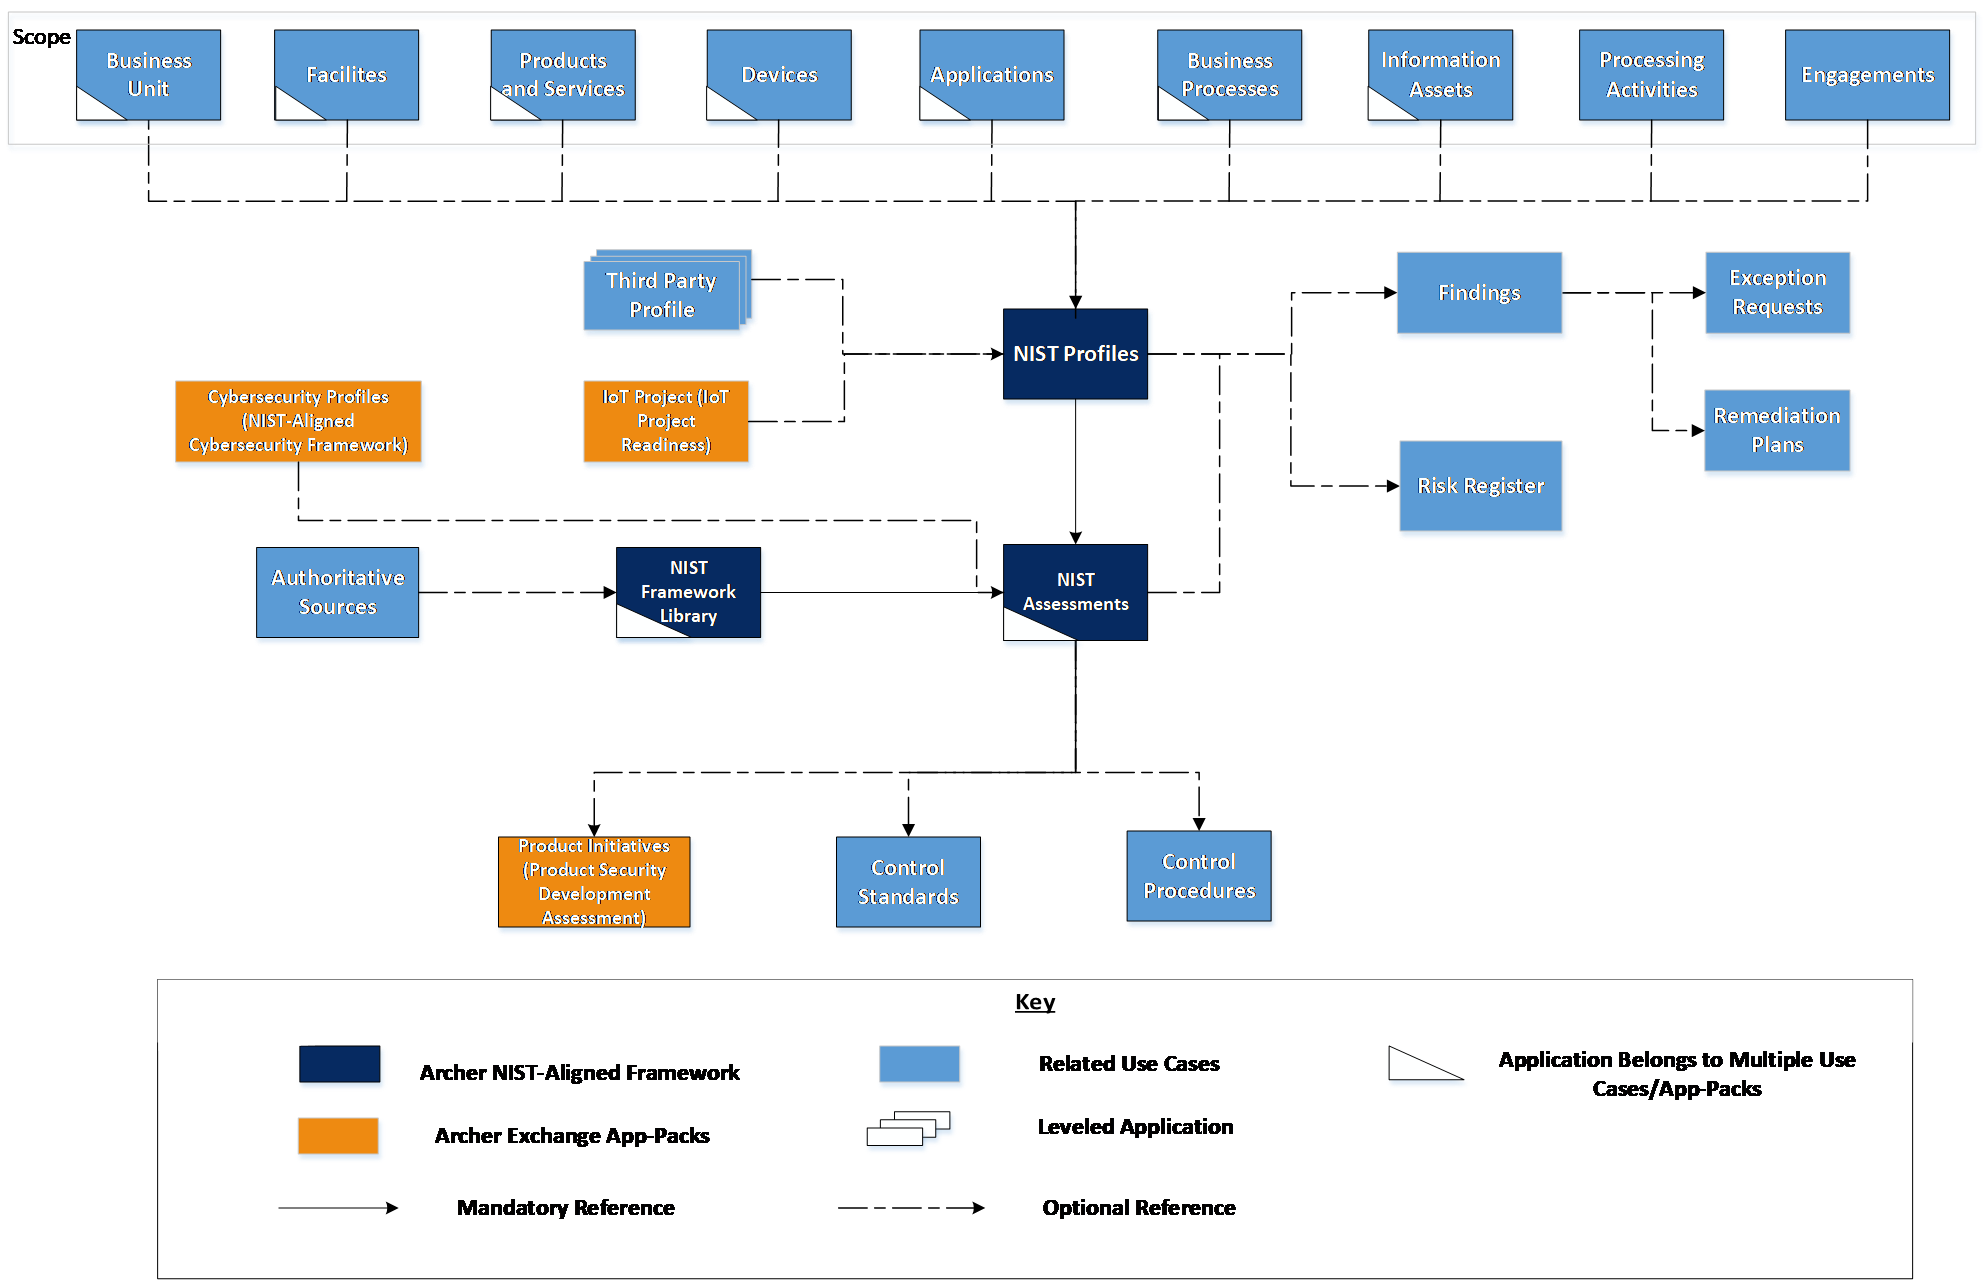 Scope
Business
Unit
Facilites
Products
and Services
Devices
Applications
Business
Processes
Information
Assets
Processing
Activities
Engagements
Third Party
Profile
NIST Profiles
Findings
Exception
Requests
Cybersecurity Profiles
(NIST-Aligned
Cybersecurity Framework)
IoT Project (IoT
Project
Readiness)
Remediation
Plans
Risk Register
Authoritative
Sources
NIST
Framework
Library
NIST
Assessments
Product Initiatives
(Product Security
Development
Assessment)
Control
Standards
Control
Procedures
Key
Archer NIST-Aligned Framework
Related Use Cases
Application Belongs to Multiple Use
Cases/App-Packs
Archer Exchange App-Packs
Leveled Application
Mandatory Reference
Optional Reference